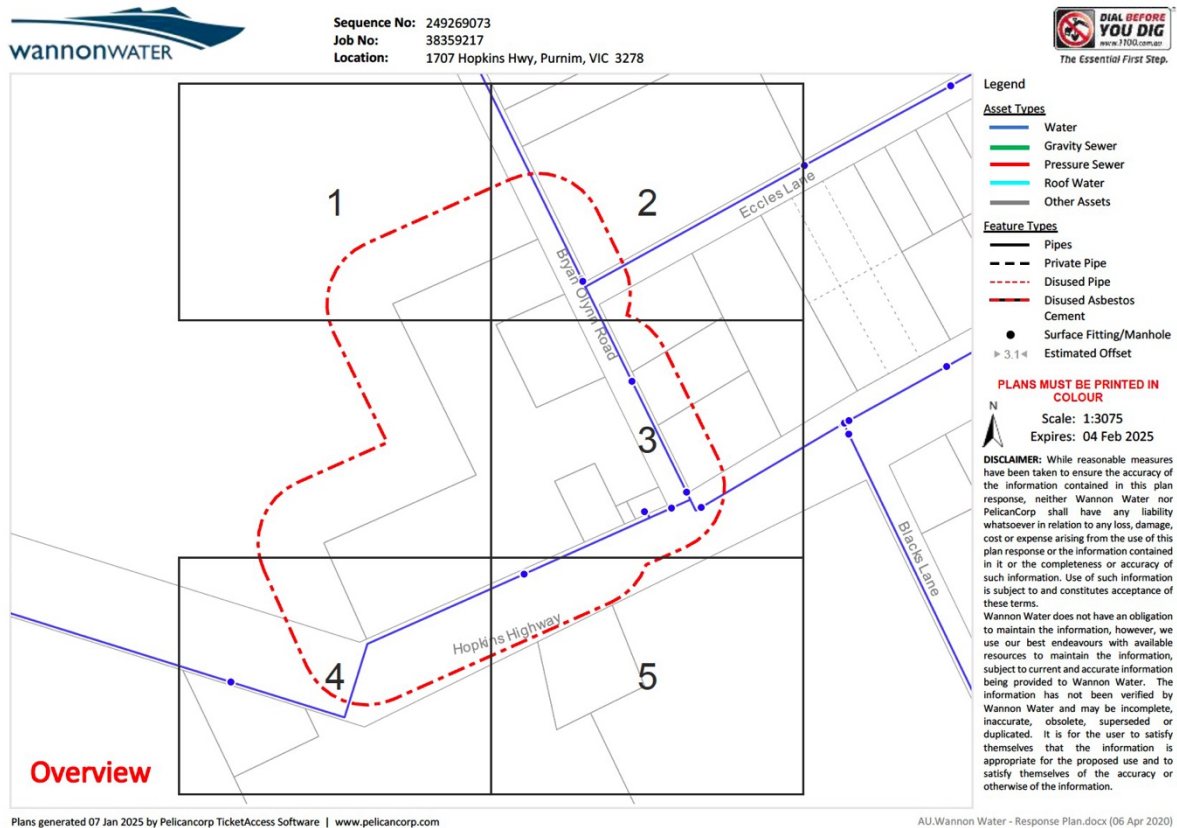 wannonWATER
Sequence No: 249269073
Job No: 38359217
Location: 1707 Hopkins Hwy, Purnim, VIC 3278
DIAL BEFORE
YOU DIG
www.1100.com.au
The Essential First Step.
1
2
Eccles Lane
Bryan Olynn Road
3
Blacks Lane
Hopkins Highway
4
5
Overview
Legend
Asset Types
Water
Gravity Sewer
Pressure Sewer
Roof Water
Other Assets
Feature Types
Pipes
Private Pipe
Disused Pipe
Disused Asbestos
Cement
Surface Fitting/Manhole
3.1 Estimated Offset
PLANS MUST BE PRINTED IN
COLOUR
N
Scale: 1:3075
Expires: 04 Feb 2025
DISCLAIMER: While reasonable measures
have been taken to ensure the accuracy of
the information contained in this plan
response, neither Wannon Water nor
PelicanCorp shall have any liability
whatsoever in relation to any loss, damage,
cost or expense arising from the use of this
plan response or the information contained
in it or the completeness or accuracy of
such information. Use of such information
is subject to and constitutes acceptance of
these terms.
Wannon Water does not have an obligation
to maintain the information, however, we
use our best endeavours with available
resources to maintain the information,
subject to current and accurate information
being provided to Wannon Water. The
information has not been verified by
Wannon Water and may be incomplete,
inaccurate, obsolete, superseded or
duplicated. It is for the user to satisfy
themselves that the information is
appropriate for the proposed use and to
satisfy themselves of the accuracy or
otherwise of the information.
Plans generated 07 Jan 2025 by Pelicancorp TicketAccess Software | www.pelicancorp.com
AU.Wannon Water - Response Plan.docx (06 Apr 2020)